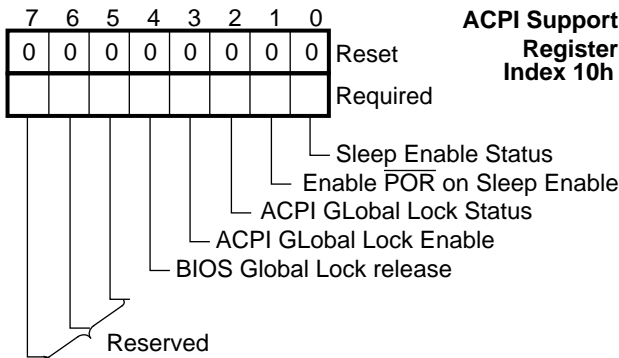 7 6 5 4 3 2 1 0
ACPI Support
Register
Index 10h
0 0 0 0 0 0 0 0 Reset
Required
Sleep Enable Status
Enable POR on Sleep Enable
ACPI GLobal Lock Status
ACPI GLobal Lock Enable
BIOS Global Lock release
Reserved